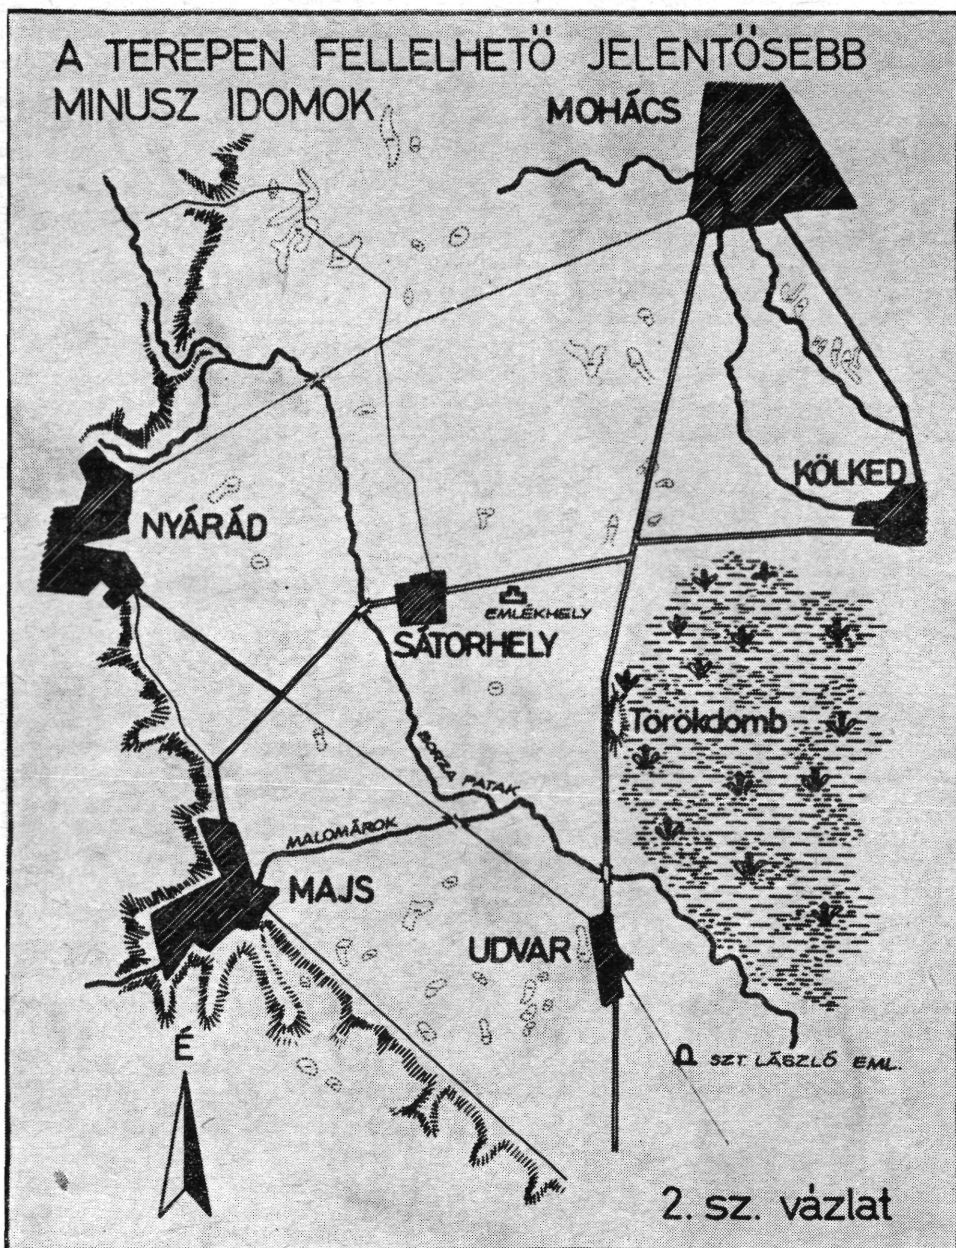 A TEREPEN FELLELHETŐ JELENTŐSEBB
MINUSZ IDOMOK
MOHÁCS
KÖLKED
NYÁRÁD
EMLÉKHELY
SÁTORHELY
Törökdomb
BORZA PATAK
MALOMÁROK
MAJS
UDVAR
É
SZT. LÁSZLÓ EML.
2. sz. vázlat